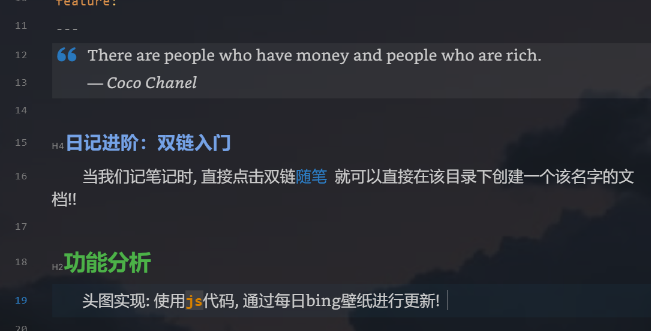 feature:
11 ---
12 There are people who have money and people who are rich.
13 — Coco Chanel
14
15 H4 日记进阶：双链入门
16 当我们记笔记时, 直接点击双链随笔 就可以直接在该目录下创建一个该名字的文
档!!
17
18 H2 功能分析
19 头图实现: 使用js代码, 通过每日bing壁纸进行更新!
20